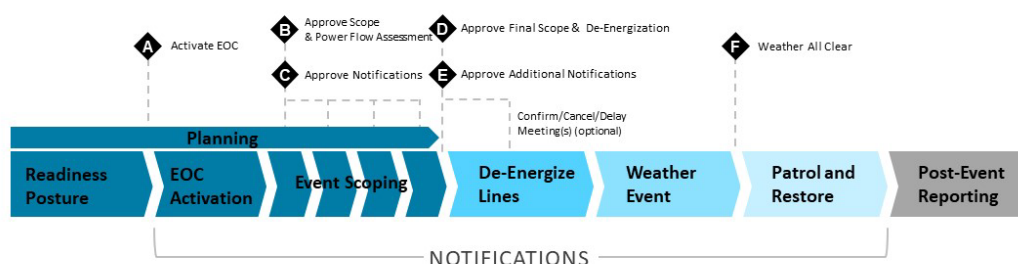 A Activate EOC
B Approve Scope
& Power Flow Assessment
C Approve Notifications
D Approve Final Scope & De-Energization
E Approve Additional Notifications
Confirm/Cancel/Delay
Meeting(s) (optional)
F Weather All Clear
Planning
Readiness
Posture
EOC
Activation
Event Scoping
De-Energize
Lines
Weather
Event
Patrol and
Restore
Post-Event
Reporting
NOTIFICATIONS